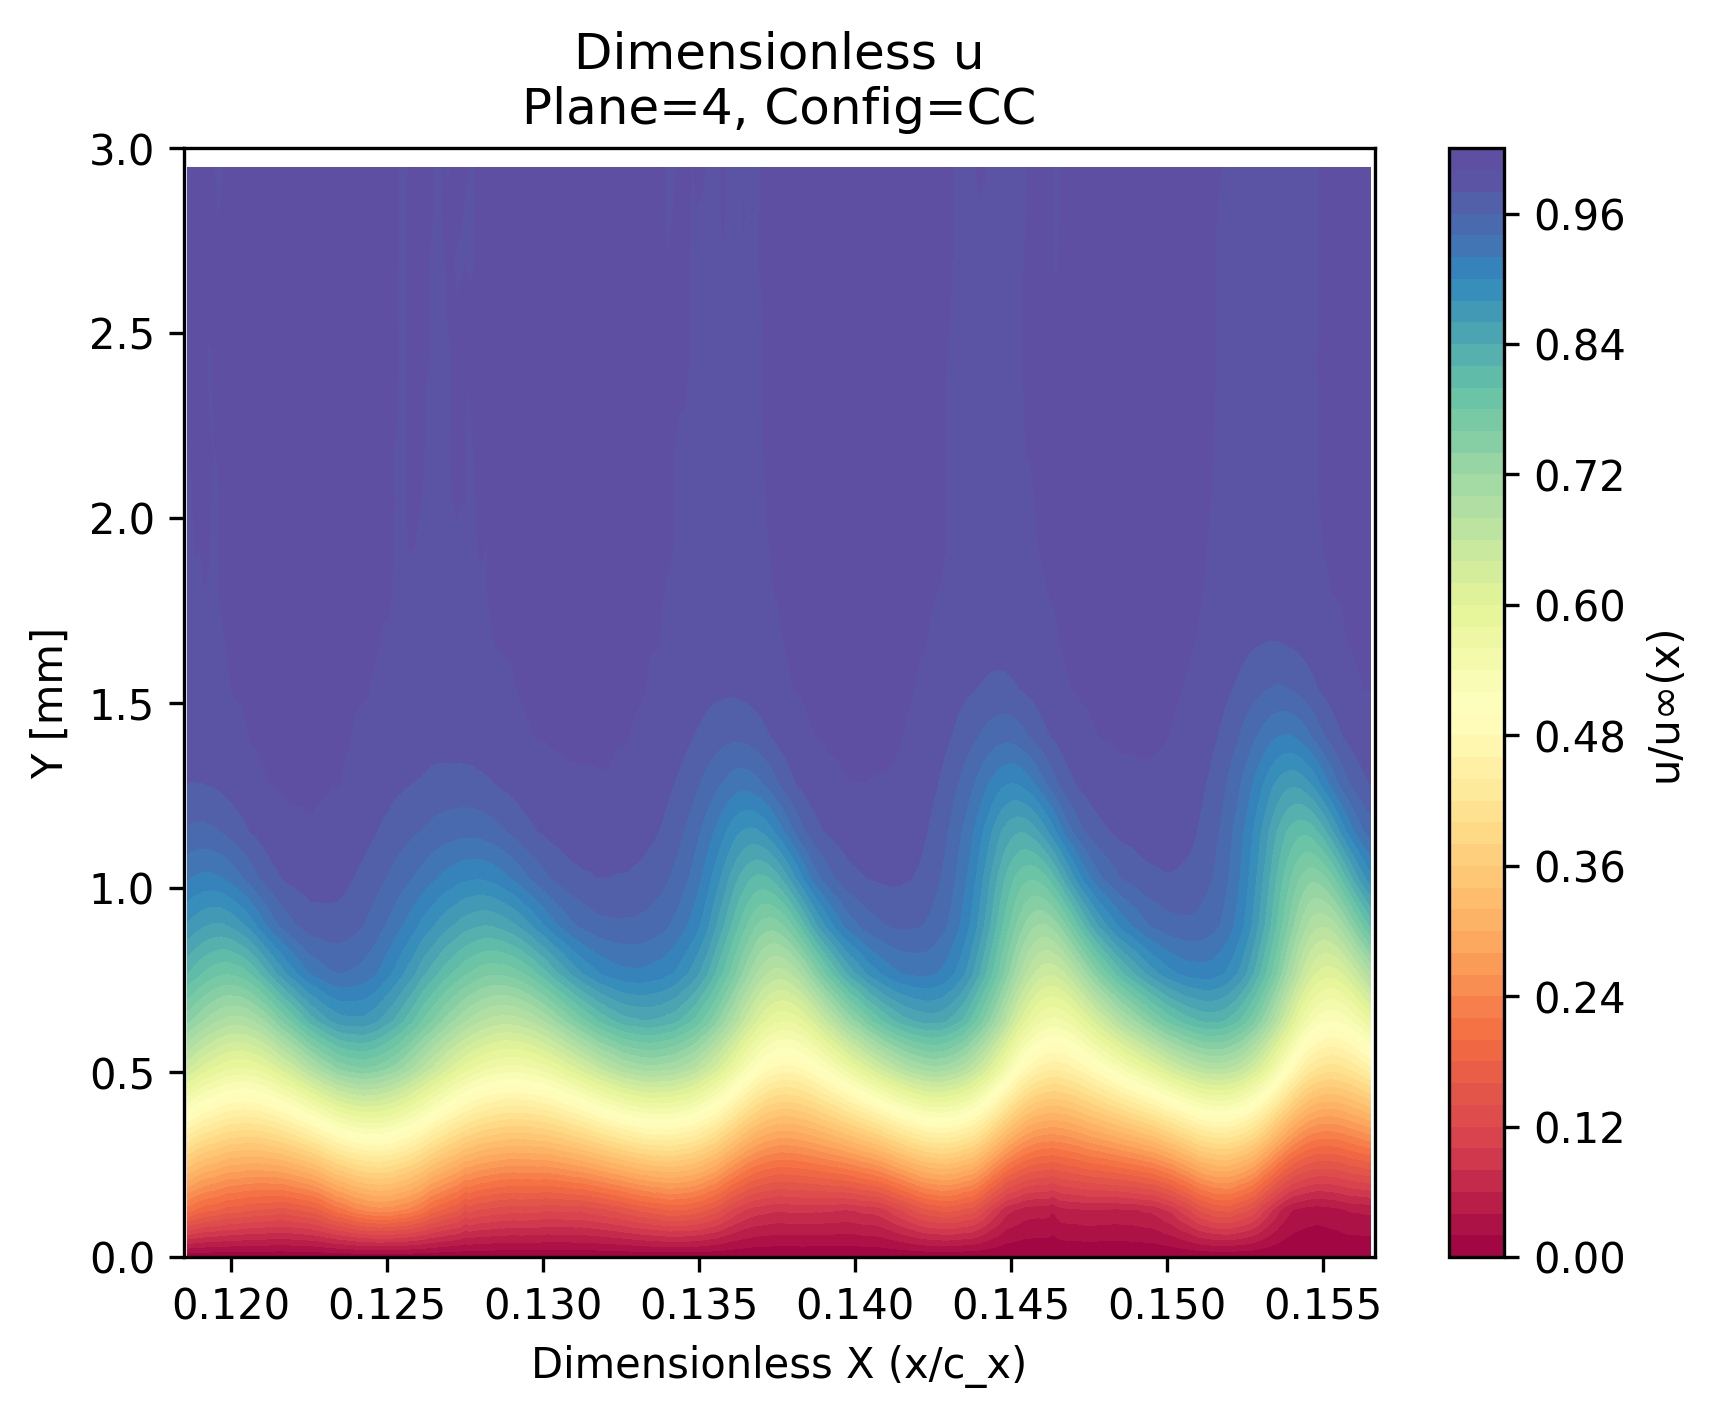 Dimensionless u
Plane=4, Config=CC
3.0
2.5
2.0
1.5
1.0
0.5
0.0
Y [mm]
0.120 0.125 0.130 0.135 0.140 0.145 0.150 0.155
Dimensionless X (x/c_x)
0.96
0.84
0.72
0.60
0.48
0.36
0.24
0.12
0.00
u/u∞(x)